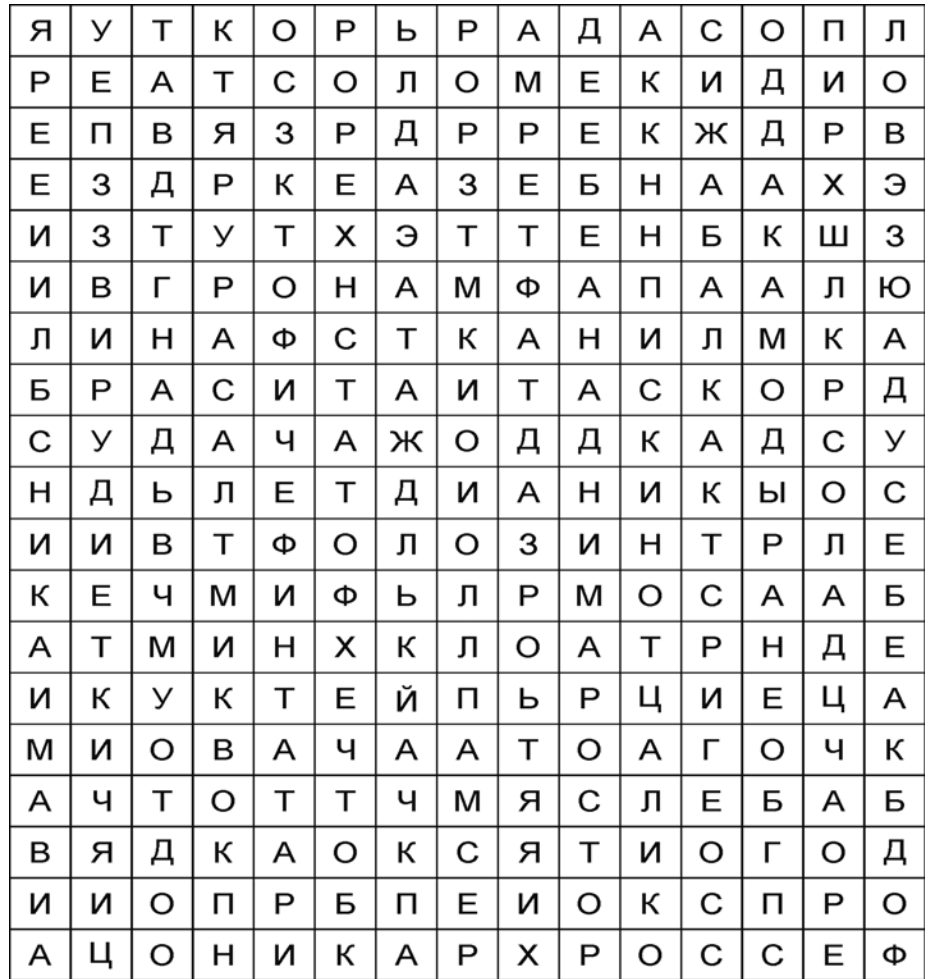 Я У Т К О Р Ь Р А Д А С О П Л
Р Е А Т С О Л О М Е К И Д И О
Е П В Я З Р Д Р Р Е К Ж Д Р В
Е З Д Р К Е А З Е Б Н А А Х Э
И З Т У Т Х Э Т Т Е Н Б К Ш З
И В Г Р О Н А М Ф А П А А Л Ю
Л И Н А Ф С Т К А Н И Л М К А
Б Р А С И Т А И Т А С К О Р Д
С У Д А Ч А Ж О Д Д К А Д С У
Н Д Ь Л Е Т Д И А Н И К Ы О С
И И В Т Ф О Л О З И Н Т Р Л Е
К Е Ч М И Ф Ь Л Р М О С А А Б
А Т М И Н Х К Л О А Т Р Н Д Е
И К У К Т Е Й П Ь Р Ц И Е Ц А
М И О В А Ч А А Т О А Г О Ч К
А Ч Т О Т Т Ч М Я С Л Е Б А Б
В Я Д К А О К С Я Т И О Г О Д
И И О П Р Б П Е И О К С П Р О
А Ц О Н И К А Р Х Р О С С Е Ф